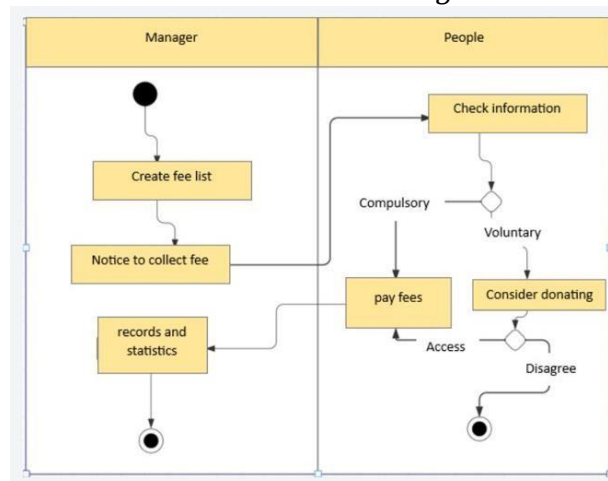 Manager
People
Check information
Create fee list
Compulsory
Voluntary
Notice to collect fee
pay fees
Consider donating
records and
statistics
Access
Disagree